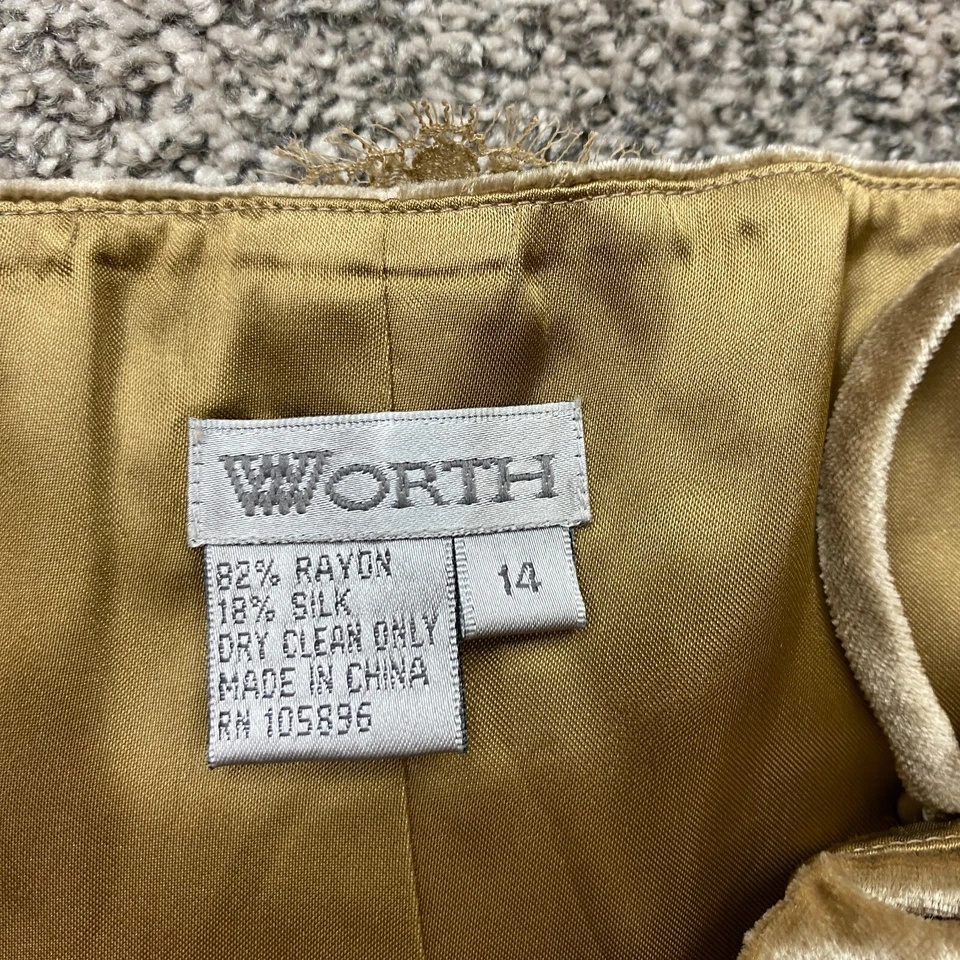 WORTH
82% RAYON
18% SILK
DRY CLEAN ONLY
MADE IN CHINA
RN 105896
14